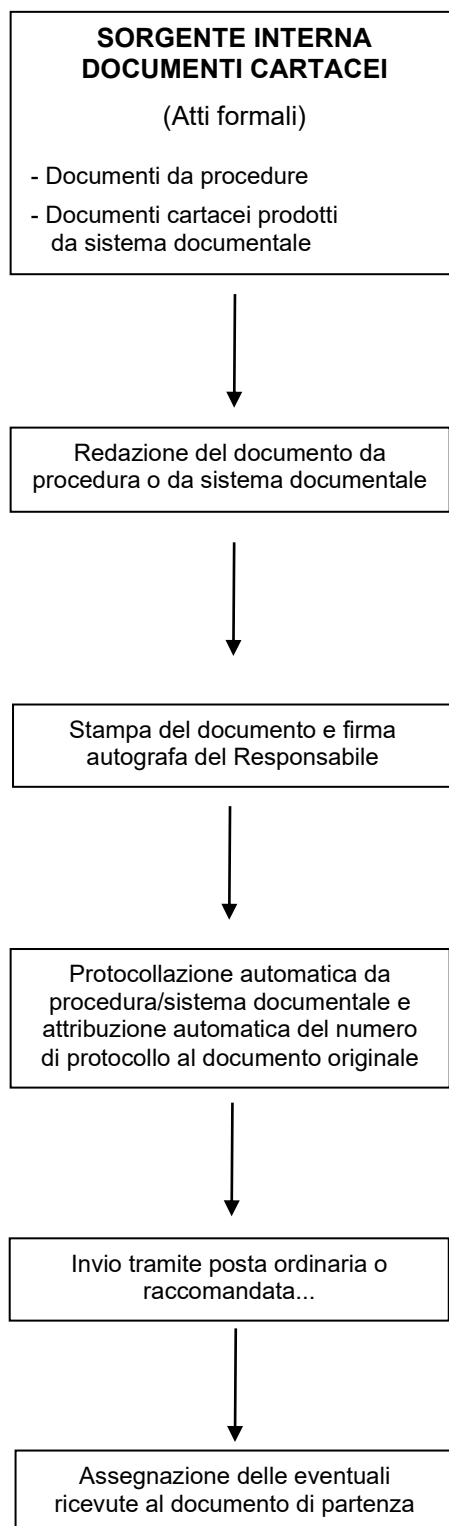 SORGENTE INTERNA
DOCUMENTI CARTACEI
(Atti formali)
- Documenti da procedure
- Documenti cartacei prodotti
da sistema documentale
Redazione del documento da
procedura o da sistema documentale
Stampa del documento e firma
autografa del Responsabile
Protocollazione automatica da
procedura/sistema documentale e
attribuzione automatica del numero
di protocollo al documento originale
Invio tramite posta ordinaria o
raccomandata...
Assegnazione delle eventuali
ricevute al documento di partenza